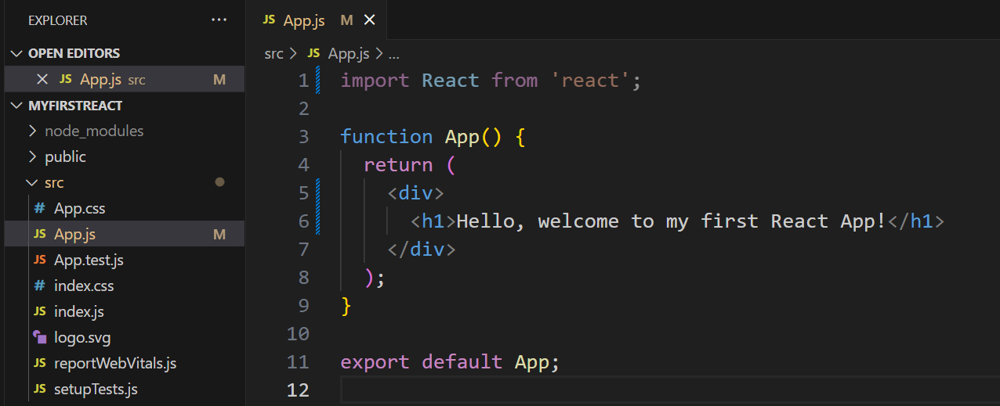 EXPLORER ...
OPEN EDITORS
JS App.js src M
MYFIRSTREACT
node_modules
public
src
# App.css
JS App.js M
JS App.test.js
# index.css
JS index.js
logo.svg
JS reportWebVitals.js
JS setupTests.js
JS App.js M
src > JS App.js > ...
1 import React from 'react';
2
3 function App() {
4   return (
5     <div>
6       <h1>Hello, welcome to my first React App!</h1>
7     </div>
8   );
9 }
10
11 export default App;
12